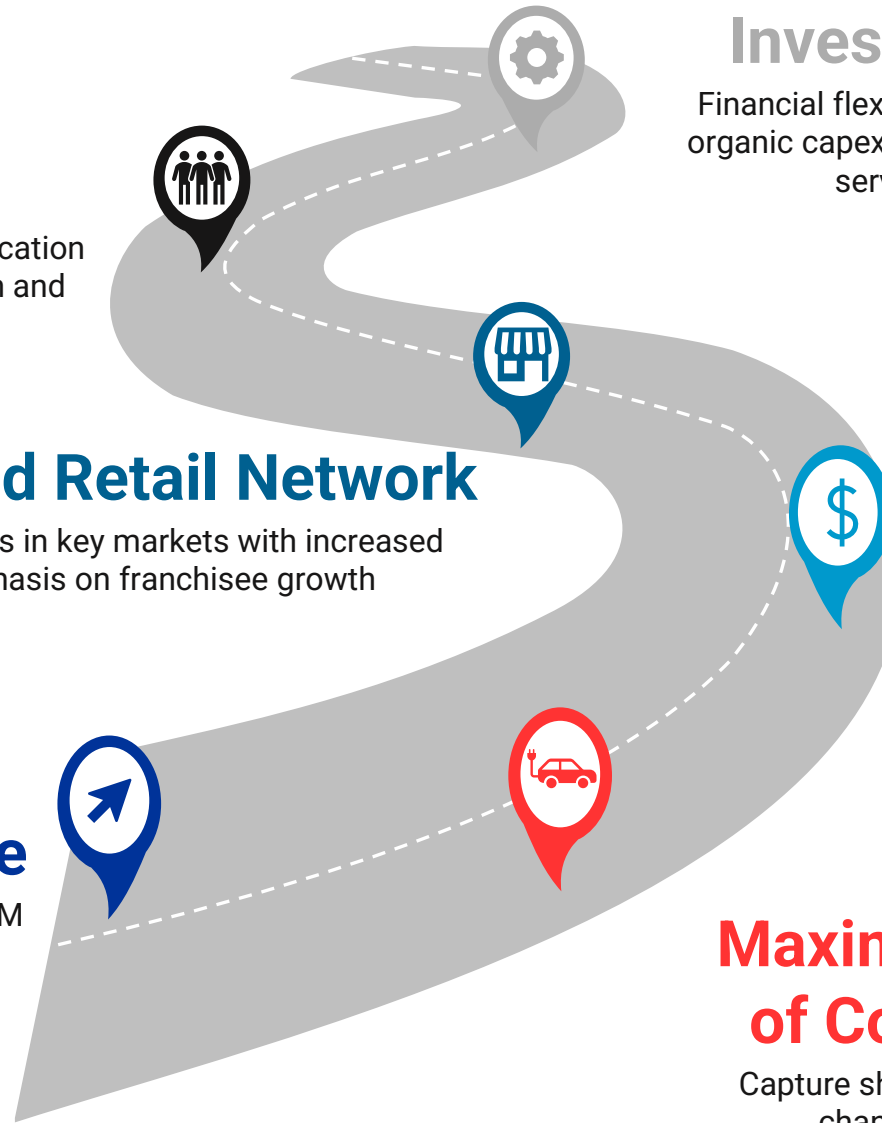 Inves
Financial flex
organic capex
serv
cation
n and
d Retail Network
s in key markets with increased
hasis on franchisee growth
$
e
M
Maxin
of Co
Capture sh
chan